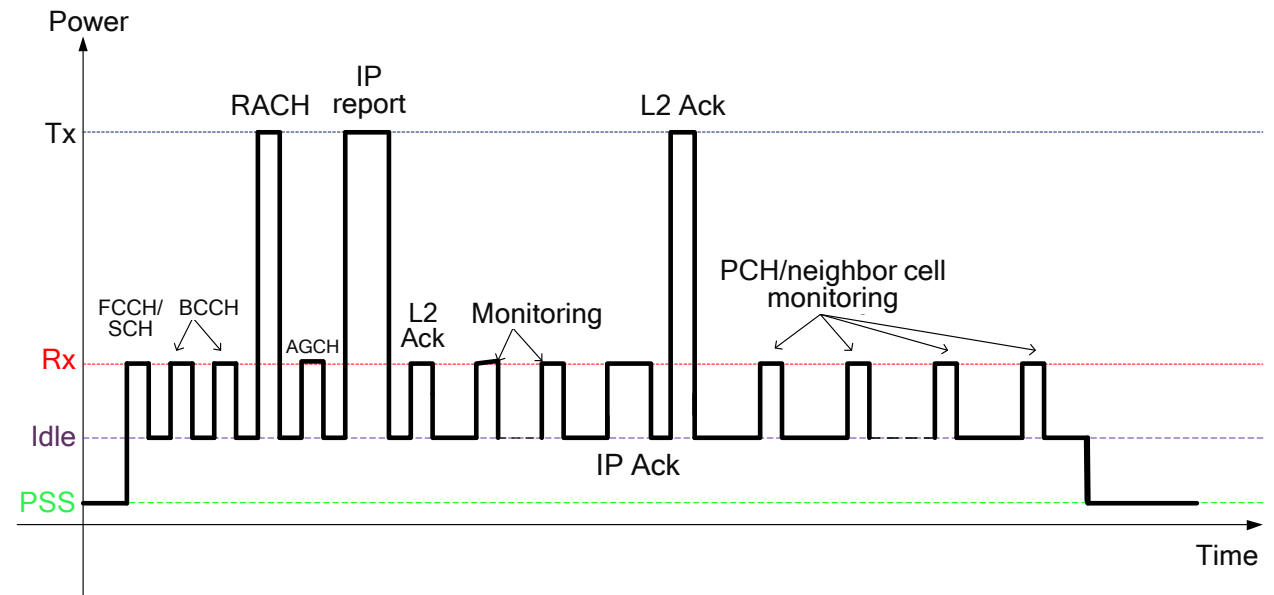 Power
IP
report
RACH
L2 Ack
Tx
PCH/neighbor cell
monitoring
FCCH/
SCH
BCCH
L2
Ack
Monitoring
AGCH
Rx
Idle
IP Ack
PSS
Time